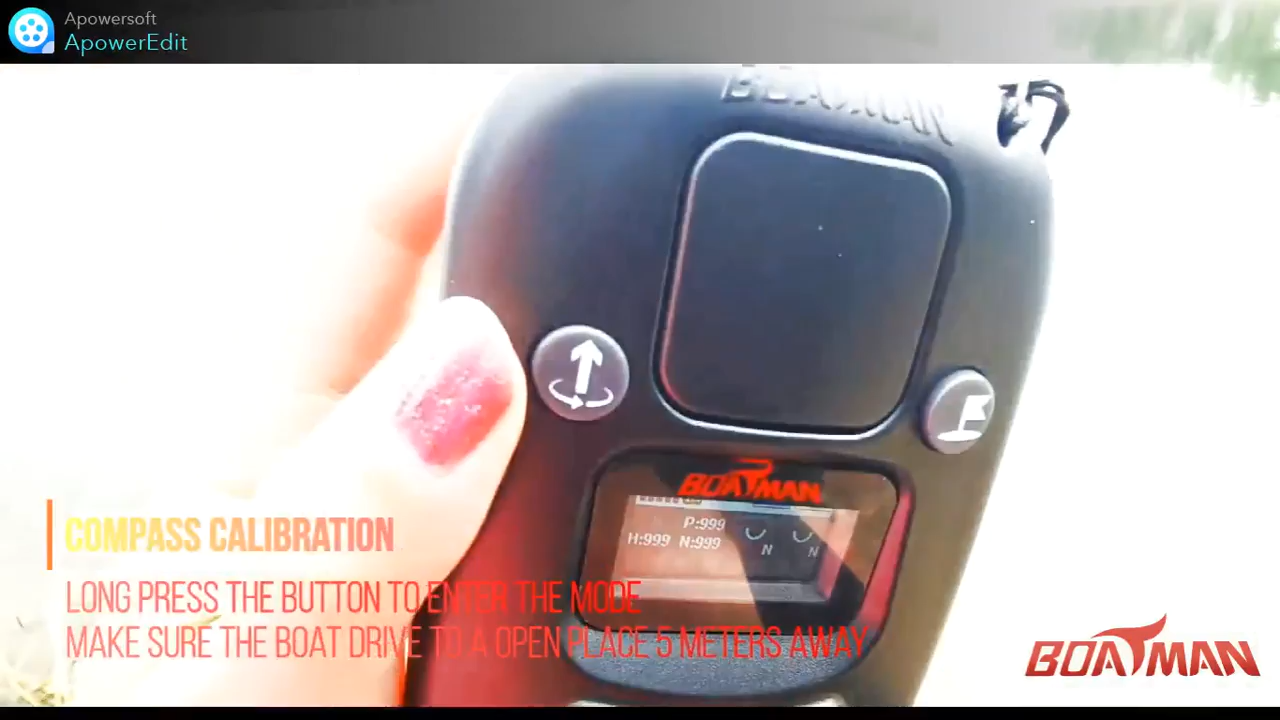 Apowersoft
ApowerEdit
BOATMAN
BOATMAN
P:999
H:999 N:999
N N
COMPASS CALIBRATION
LONG PRESS THE BUTTON TO ENTER THE MODE
MAKE SURE THE BOAT DRIVE TO A OPEN PLACE 5 METERS AWAY
BOATMAN